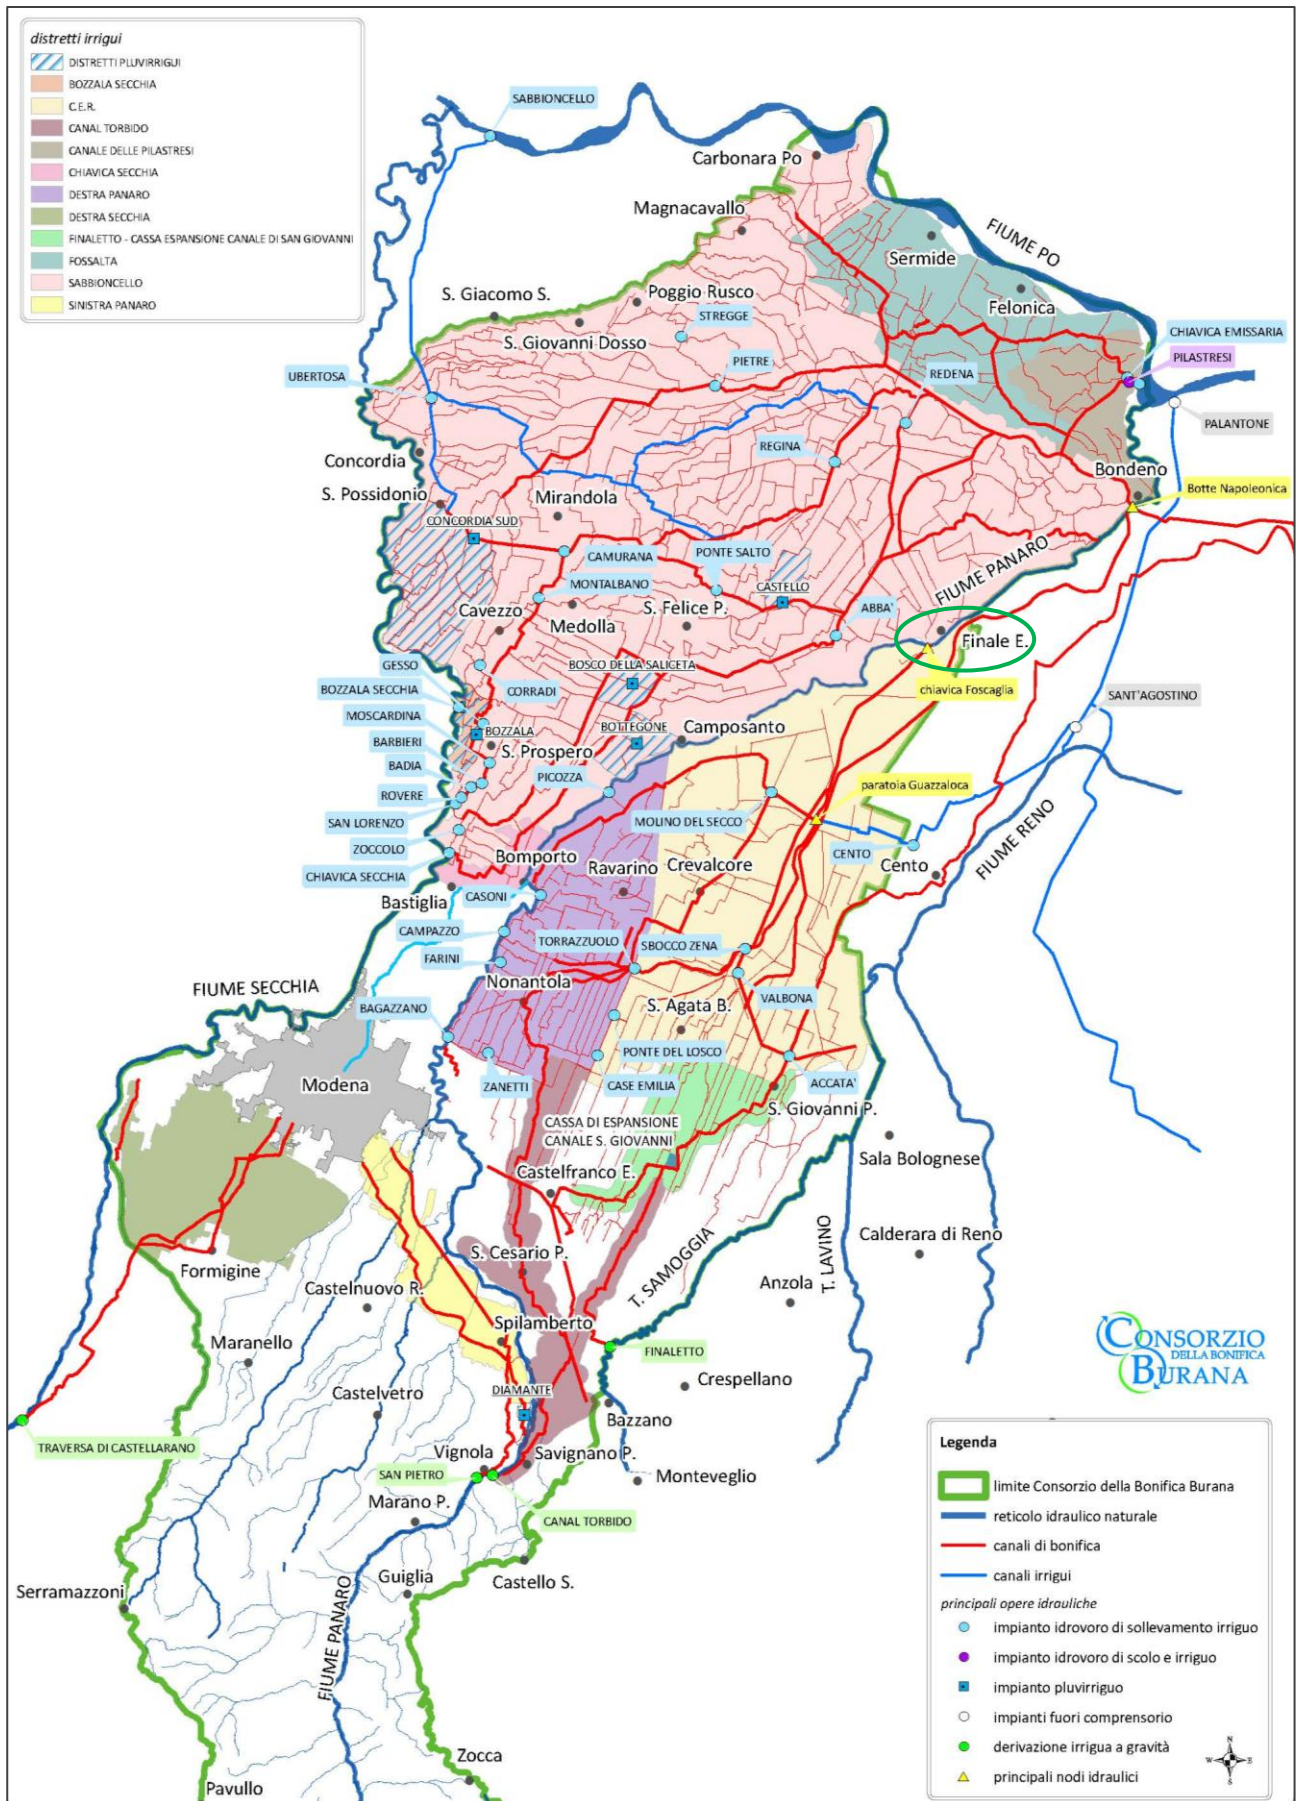 distretti irrigui
DISTRETTI PLUVIRRIGUI
BOZZALA SECCHIA
C.E.R.
CANAL TORBIDO
CANALE DELLE PILASTRESI
CHIAVICA SECCHIA
DESTRA PANARO
DESTRA SECCHIA
FINALETTO - CASSA ESPANSIONE CANALE DI SAN GIOVANNI
FOSSALTA
SABBIONCELLO
SINISTRA PANARO
SABBIONCELLO
Carbonara Po
Magnacavallo
FIUME PO
Sermide
Felonica
S. Giacomo S.
Poggio Rusco
STREGGE
S. Giovanni Dosso
CHIAVICA EMISSARIA
PILASTRESI
PIETRE
REDENA
UBERTOSA
PALANTONE
REGINA
Concordia
Bondeno
S. Possidonio
Botte Napoleonica
Mirandola
CONCORDIA SUD
CAMURANA
PONTE SALTO
MONTALBANO
CASTELLO
FIUME PANARO
Cavezzo
Medolla
S. Felice P.
ABBA'
Finale E.
GESSO
BOSCO DELLA SALICETA
CORRADI
chiavica Foscaglia
BOZZALA SECCHIA
SANT'AGOSTINO
MOSCARDINA
BOZZALA
BOTTEGONE
Camposanto
BARBIERI
S. Prospero
BADIA
PICOZZA
paratoia Guazzaloca
ROVERE
SAN LORENZO
MOLINO DEL SECCO
FIUME RENO
ZOCCOLO
CENTO
Cento
CHIAVICA SECCHIA
Bomporto
Ravarino
Crevalcore
Bastiglia
CASONI
CAMPAZZO
TORRAZZUOLO
SBOCCO ZENA
FARINI
FIUME SECCHIA
Nonantola
VALBONA
BAGAZZANO
S. Agata B.
PONTE DEL LOSCO
Modena
ZANETTI
CASE EMILIA
ACCATA'
S. Giovanni P.
CASSA DI ESPANSIONE
CANALE S. GIOVANNI
Sala Bolognese
Castelfranco E.
T. SAMOGGIA
T. LAVINO
Calderara di Reno
S. Cesario P.
Formigine
Castelnuovo R.
Anzola
Spilamberto
Maranello
FINALETTO
CONSORZIO
DELLA BONIFICA
BURANA
Crespellano
DIAMANTE
Castelvetro
Bazzano
TRAVERSA DI CASTELLARANO
Vignola
Savignano P.
SAN PIETRO
Monteveglio
Marano P.
CANAL TORBIDO
Castello S.
Guiglia
Serramazzoni
FIUME PANARO
Zocca
Pavullo
Legenda
limite Consorzio della Bonifica Burana
reticolo idraulico naturale
canali di bonifica
canali irrigui
principali opere idrauliche
impianto idrovoro di sollevamento irriguo
impianto idrovoro di scolo e irriguo
impianto pluvirriguo
impianti fuori comprensorio
derivazione irrigua a gravità
principali nodi idraulici
N
W
E
S